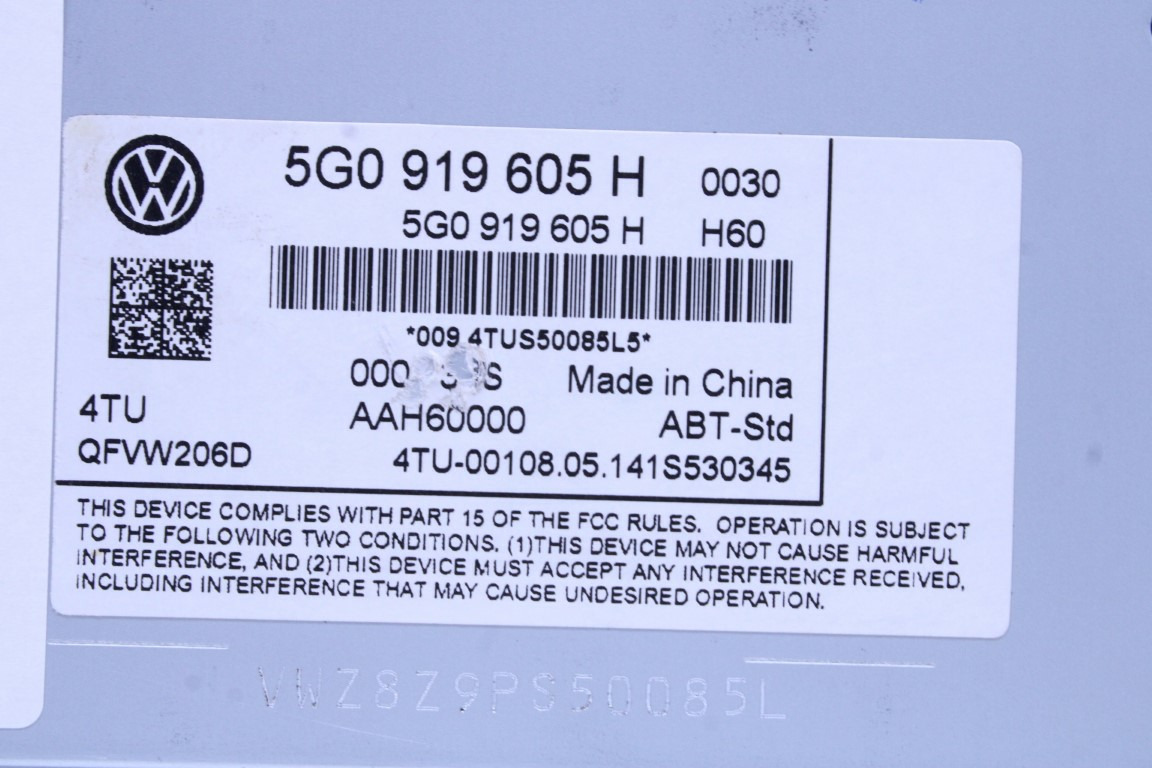 5G0 919 605 H 0030
5G0 919 605 H H60
*009 4TUS50085L5*
Made in China
4TU AAH60000 ABT-Std
QFVW206D 4TU-00108.05.141S530345
THIS DEVICE COMPLIES WITH PART 15 OF THE FCC RULES. OPERATION IS SUBJECT
TO THE FOLLOWING TWO CONDITIONS. (1)THIS DEVICE MAY NOT CAUSE HARMFUL
INTERFERENCE, AND (2)THIS DEVICE MUST ACCEPT ANY INTERFERENCE RECEIVED,
INCLUDING INTERFERENCE THAT MAY CAUSE UNDESIRED OPERATION.
VWZ8Z9PS50085L